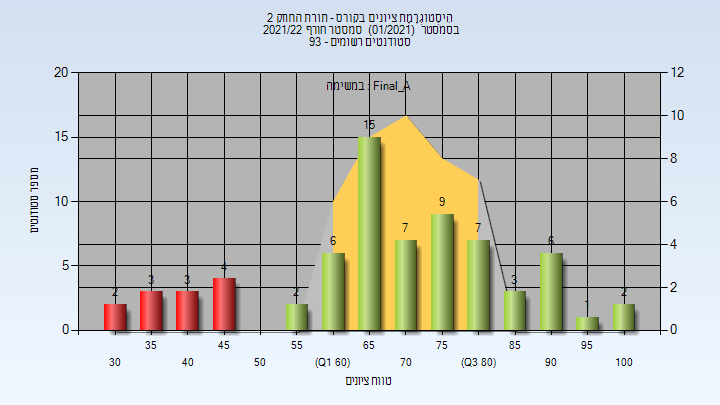 היסטוגרמת ציונים בקורס - תורת החוזק 2
בסמסטר (01/2021) סמסטר חורף 2021/22
סטודנטים רשומים - 93
במשימה : Final_A
20 12
15 10
10 8
5 6
0 4
2
0
מספר סטודנטים
2 3 3 4 2 6 15 7 9 7 3 6 1 2
35 45 55 65 75 85 95
30 40 50 (Q1 60) 70 (Q3 80) 90 100
טווח ציונים